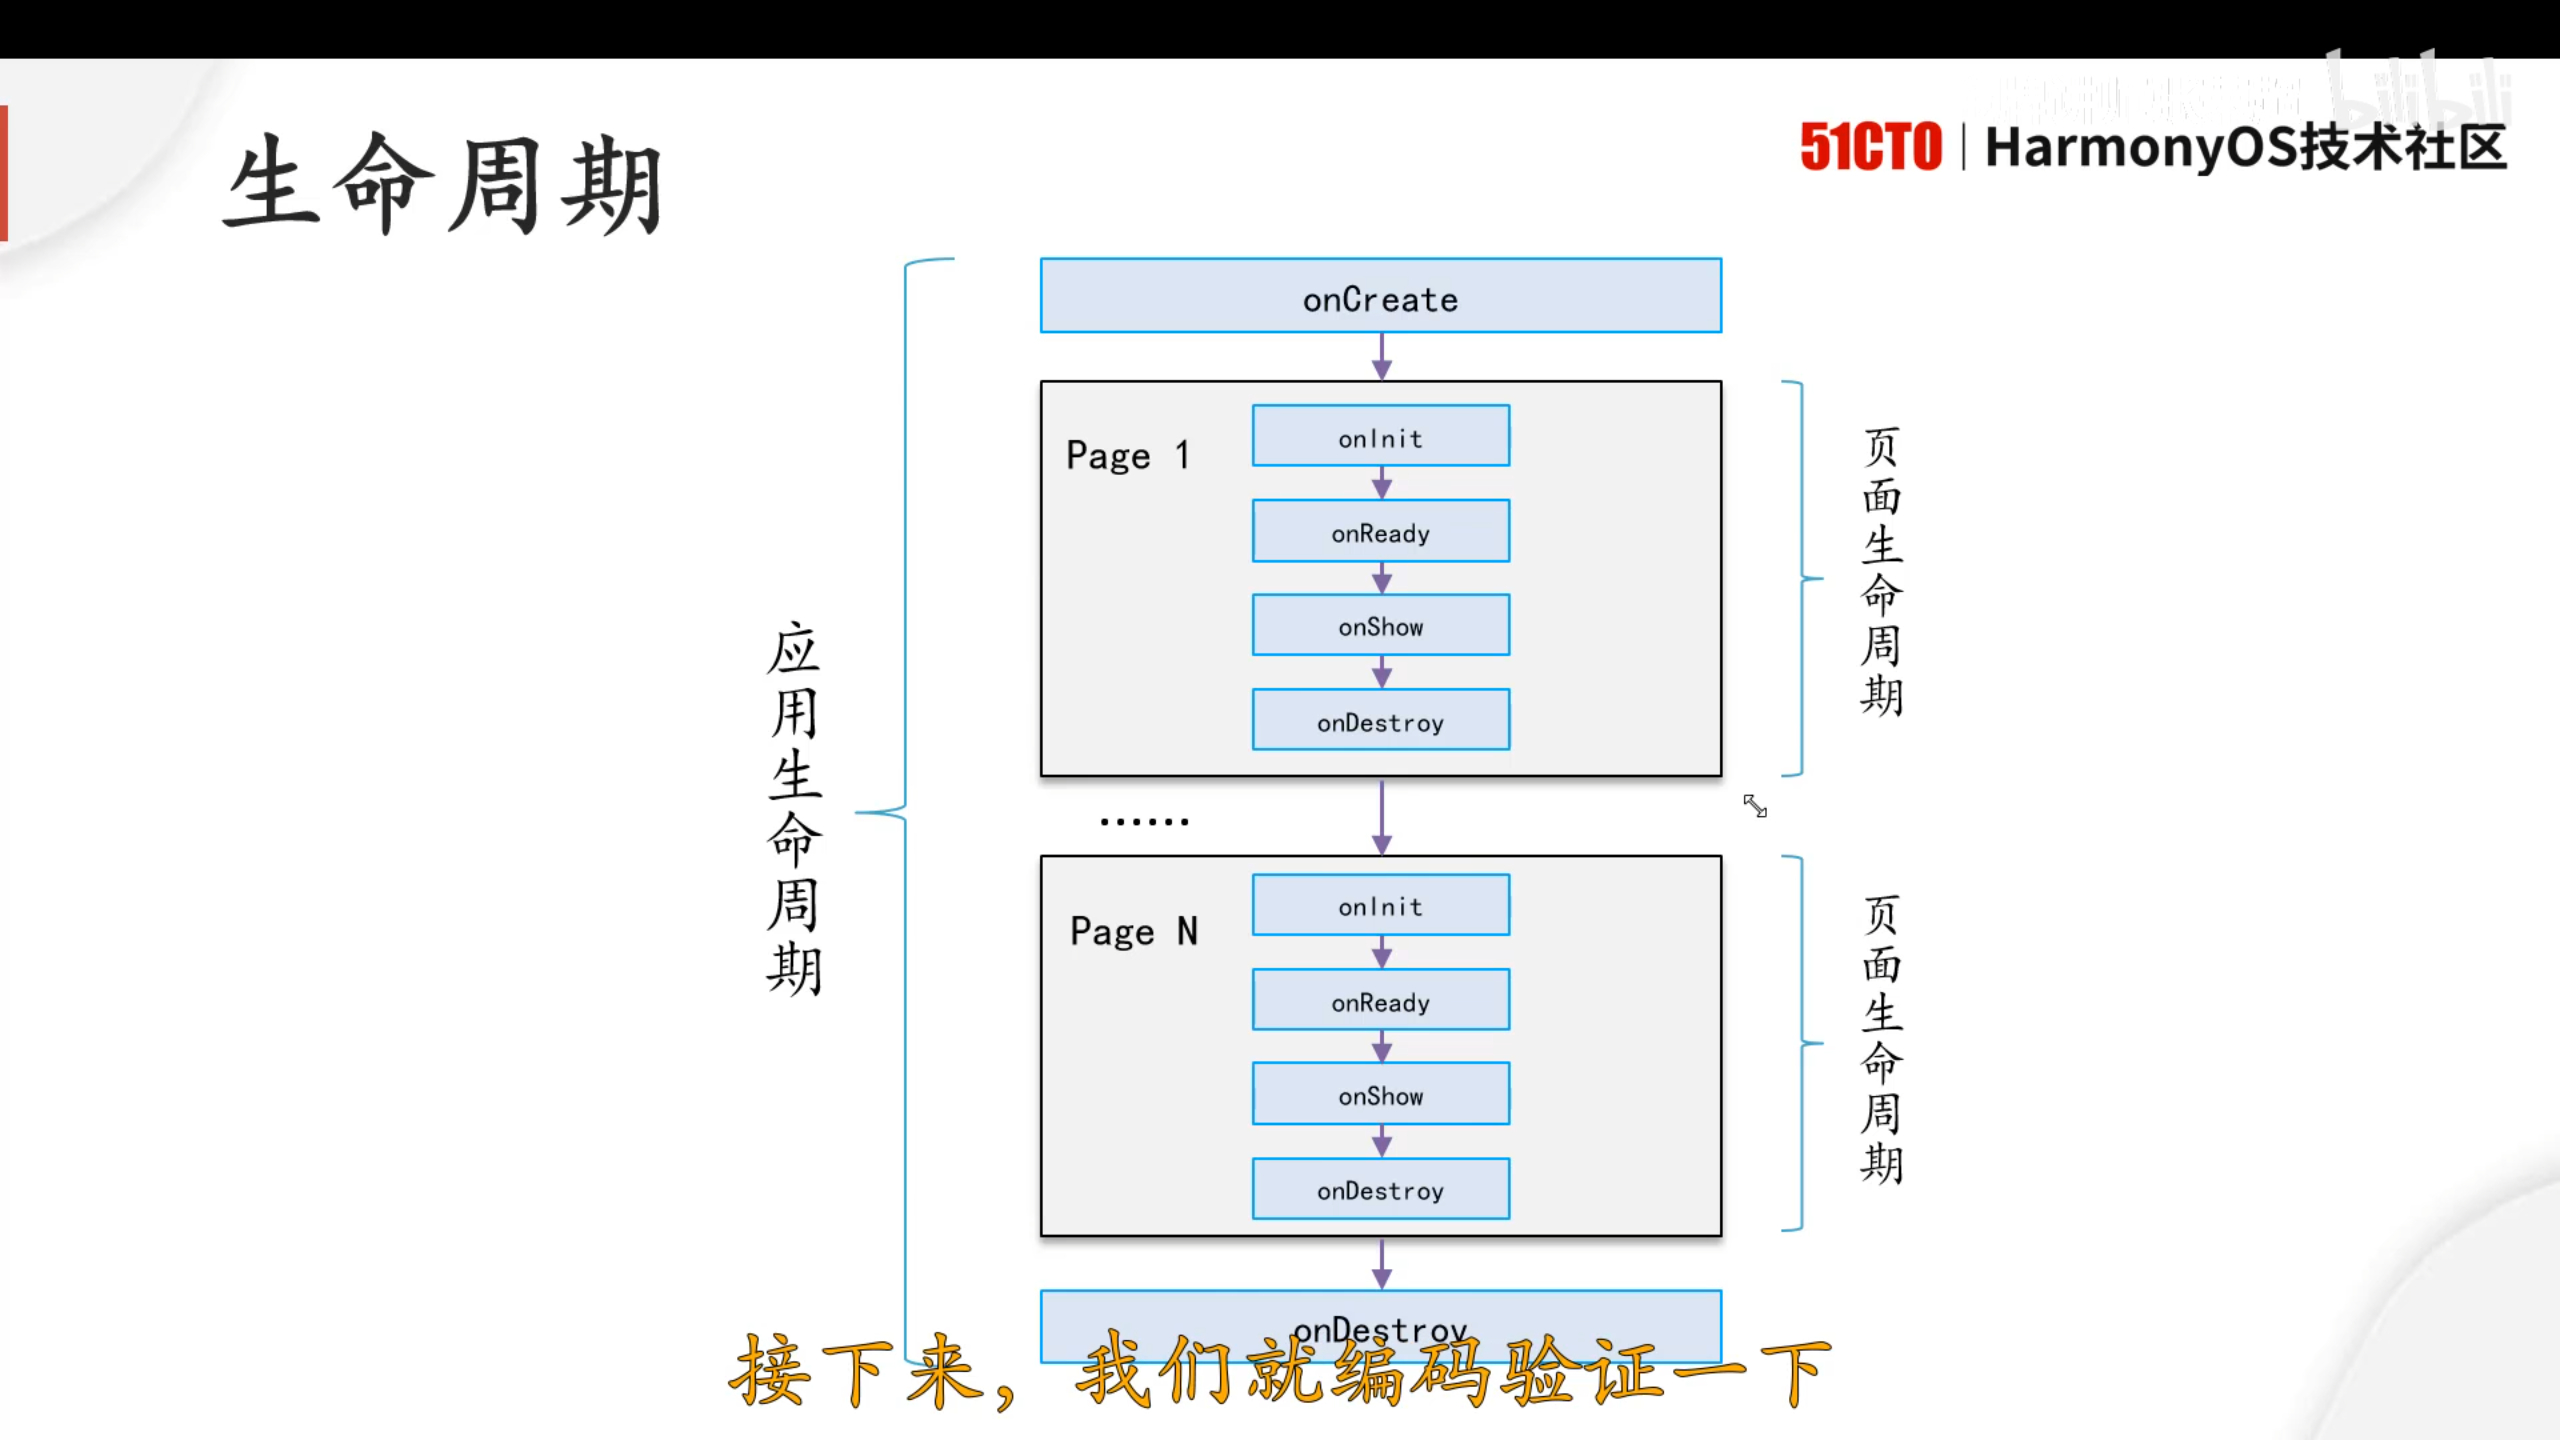 生命周期
51CTO HarmonyOS技术社区
bilibili
onCreate
Page 1
onInit
onReady
onShow
onDestroy
页面生命周期
应用生命周期
......
Page N
onInit
onReady
onShow
onDestroy
页面生命周期
onDestroy
接下来，我们就编码验证一下